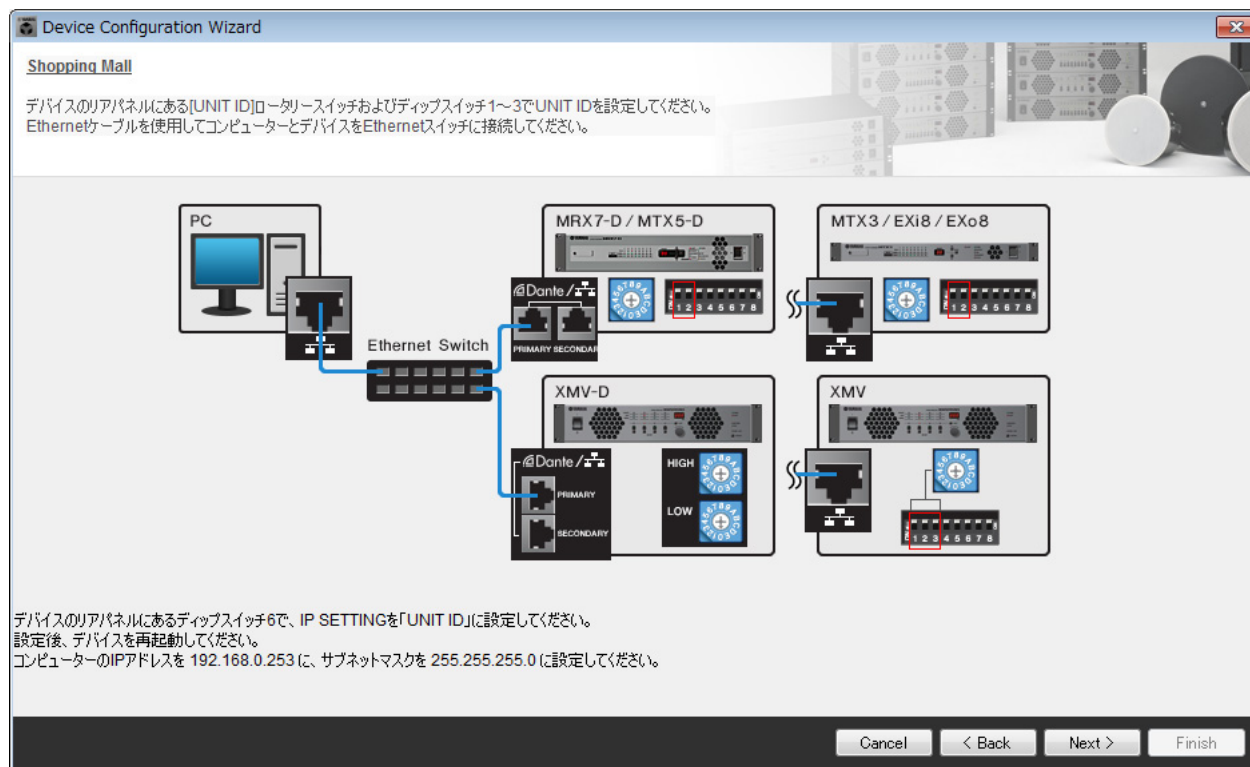 Device Configuration Wizard
Shopping Mall
デバイスのリアパネルにある[UNIT ID]ロータリースイッチおよびディップスイッチ1～3でUNIT IDを設定してください。
Ethernetケーブルを使用してコンピューターとデバイスをEthernetスイッチに接続してください。
PC
MRX7-D / MTX5-D
MTX3 / EXi8 / EXo8
Dante /
1 2 3 4 5 6 7 8
1 2 3 4 5 6 7 8
PRIMARY SECONDAR
Ethernet Switch
XMV-D
XMV
Dante /
PRIMARY
SECONDARY
HIGH
LOW
1 2 3 4 5 6 7 8
デバイスのリアパネルにあるディップスイッチ6で、IP SETTINGを「UNIT ID」に設定してください。
設定後、デバイスを再起動してください。
コンピューターのIPアドレスを 192.168.0.253 に、サブネットマスクを 255.255.255.0 に設定してください。
Cancel
< Back
Next >
Finish